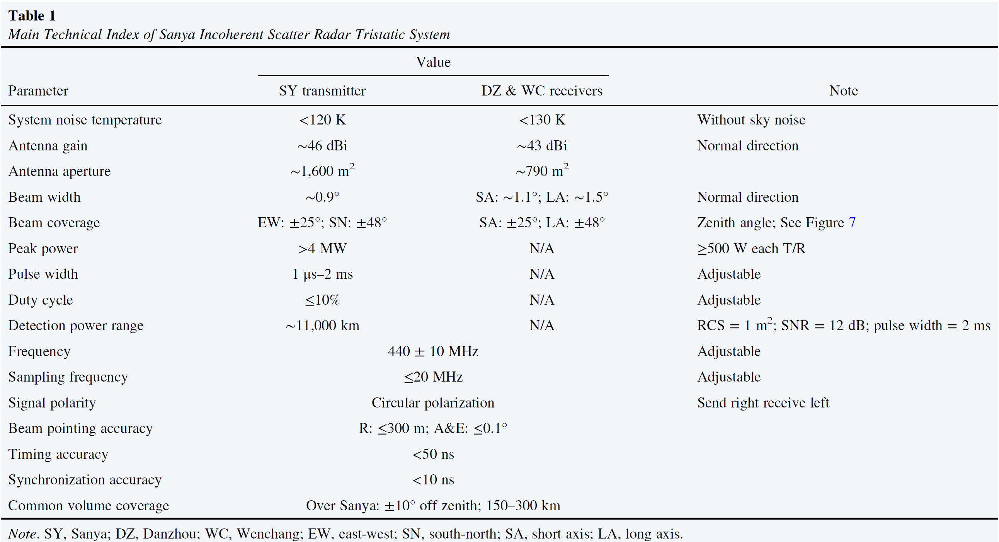 Table 1
Main Technical Index of Sanya Incoherent Scatter Radar Tristatic System
Value
Parameter SY transmitter DZ & WC receivers Note
System noise temperature <120 K <130 K Without sky noise
Antenna gain ~46 dBi ~43 dBi Normal direction
Antenna aperture ~1,600 m² ~790 m²
Beam width ~0.9° SA: ~1.1°; LA: ~1.5° Normal direction
Beam coverage EW: ±25°; SN: ±48° SA: ±25°; LA: ±48° Zenith angle; See Figure 7
Peak power >4 MW N/A ≥500 W each T/R
Pulse width 1 μs–2 ms N/A Adjustable
Duty cycle ≤10% N/A Adjustable
Detection power range ~11,000 km N/A RCS = 1 m²; SNR = 12 dB; pulse width = 2 ms
Frequency 440 ± 10 MHz Adjustable
Sampling frequency ≤20 MHz Adjustable
Signal polarity Circular polarization Send right receive left
Beam pointing accuracy R: ≤300 m; A&E: ≤0.1°
Timing accuracy <50 ns
Synchronization accuracy <10 ns
Common volume coverage Over Sanya: ±10° off zenith; 150–300 km
Note. SY, Sanya; DZ, Danzhou; WC, Wenchang; EW, east-west; SN, south-north; SA, short axis; LA, long axis.